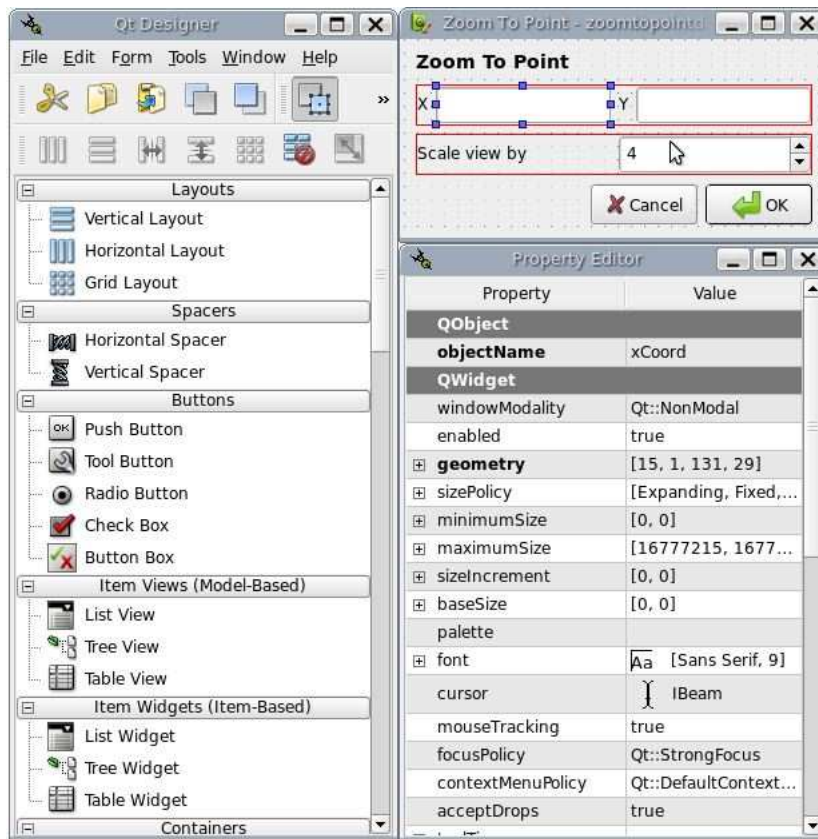 Qt Designer
File Edit Form Tools Window Help
»
Layouts
Vertical Layout
Horizontal Layout
Grid Layout
Spacers
Horizontal Spacer
Vertical Spacer
Buttons
OK Push Button
Tool Button
Radio Button
Check Box
Button Box
Item Views (Model-Based)
List View
Tree View
Table View
Item Widgets (Item-Based)
List Widget
Tree Widget
Table Widget
Containers
Zoom To Point - zoomtopoint
Zoom To Point
X Y
Scale view by 4
Cancel OK
Property Editor
Property Value
QObject
objectName xCoord
QWidget
windowModality Qt::NonModal
enabled true
geometry [15, 1, 131, 29]
sizePolicy [Expanding, Fixed,...
minimumSize [0, 0]
maximumSize [16777215, 1677...
sizeIncrement [0, 0]
baseSize [0, 0]
palette
font Aa [Sans Serif, 9]
cursor IBeam
mouseTracking true
focusPolicy Qt::StrongFocus
contextMenuPolicy Qt::DefaultContext...
acceptDrops true